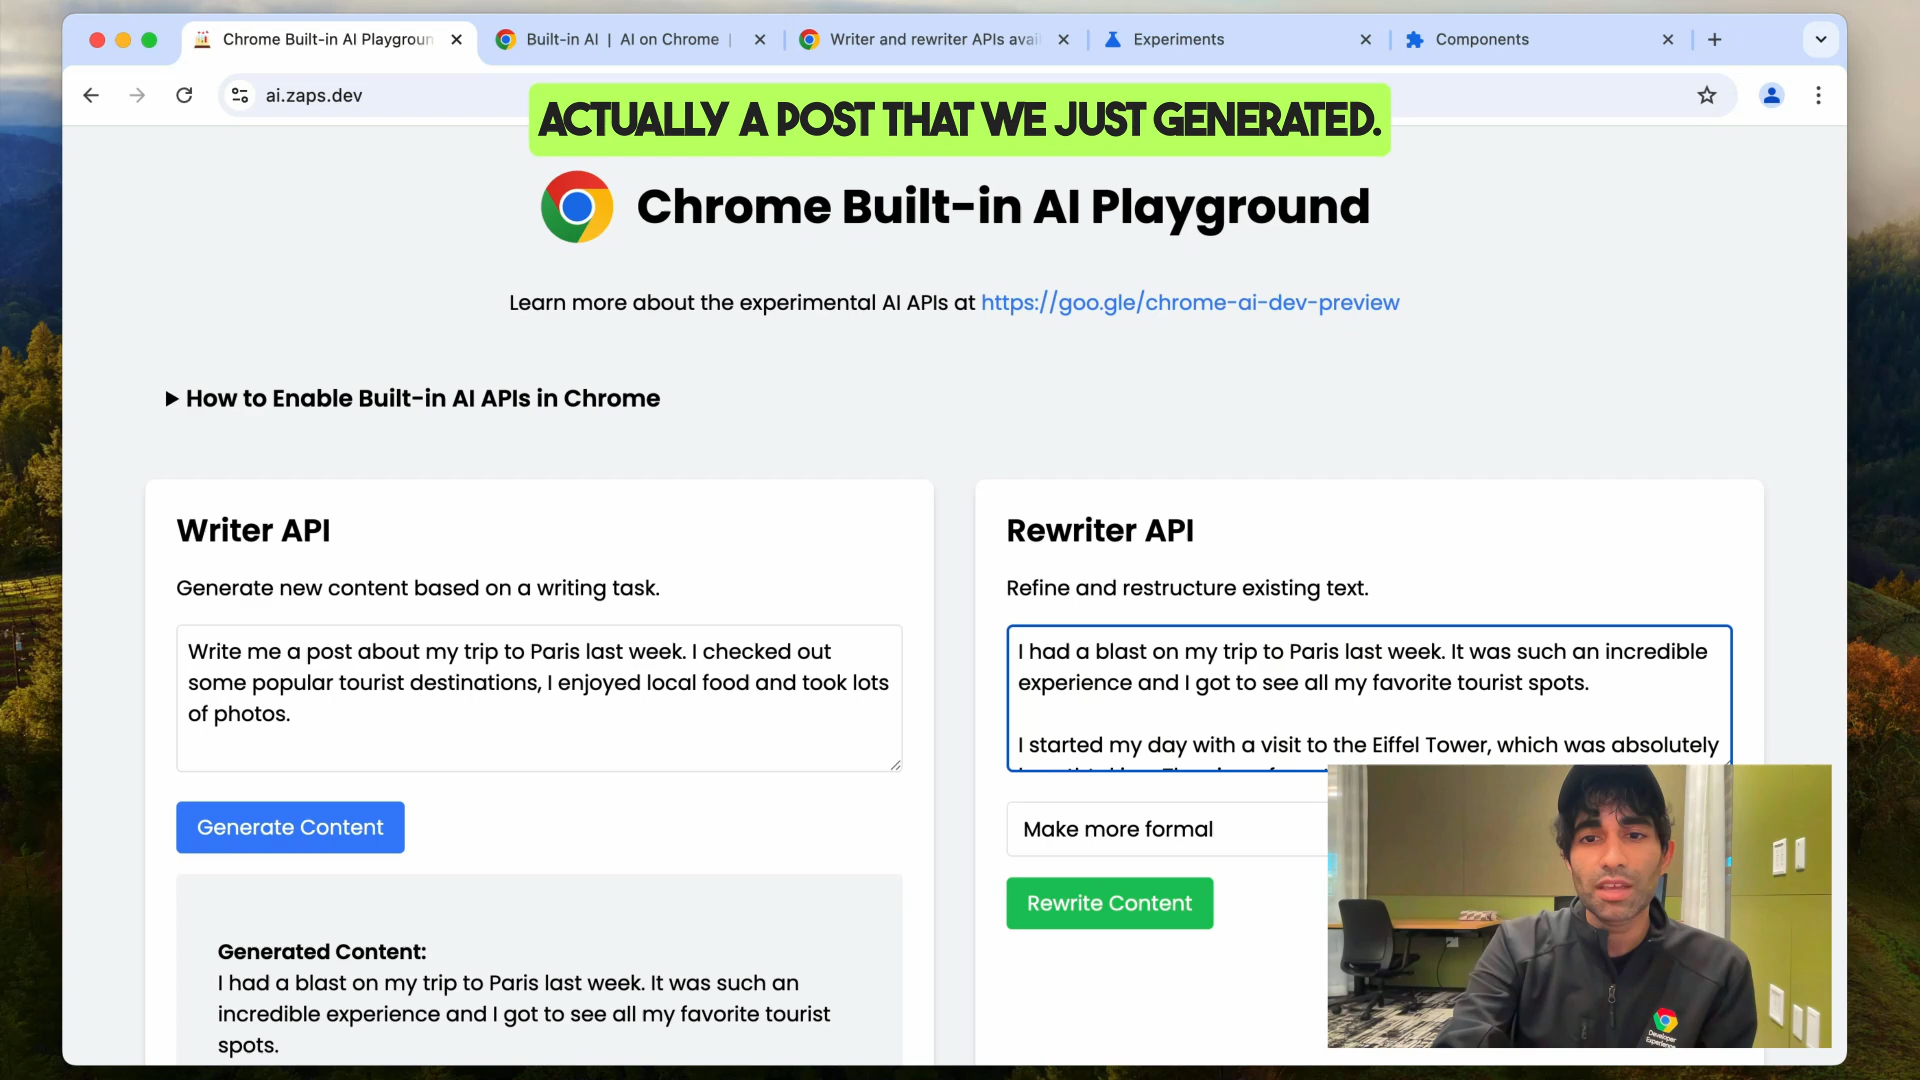 Chrome Built-in AI Playgroun
Built-in AI | AI on Chrome |
Writer and rewriter APIs avai
Experiments
Components
ai.zaps.dev
ACTUALLY A POST THAT WE JUST GENERATED.
Chrome Built-in AI Playground
Learn more about the experimental AI APIs at https://goo.gle/chrome-ai-dev-preview
How to Enable Built-in AI APIs in Chrome
Writer API
Generate new content based on a writing task.
Write me a post about my trip to Paris last week. I checked out
some popular tourist destinations, I enjoyed local food and took lots
of photos.
Generate Content
Generated Content:
I had a blast on my trip to Paris last week. It was such an
incredible experience and I got to see all my favorite tourist
spots.
Rewriter API
Refine and restructure existing text.
I had a blast on my trip to Paris last week. It was such an incredible
experience and I got to see all my favorite tourist spots.
I started my day with a visit to the Eiffel Tower, which was absolutely
Make more formal
Rewrite Content
Developer
Experience